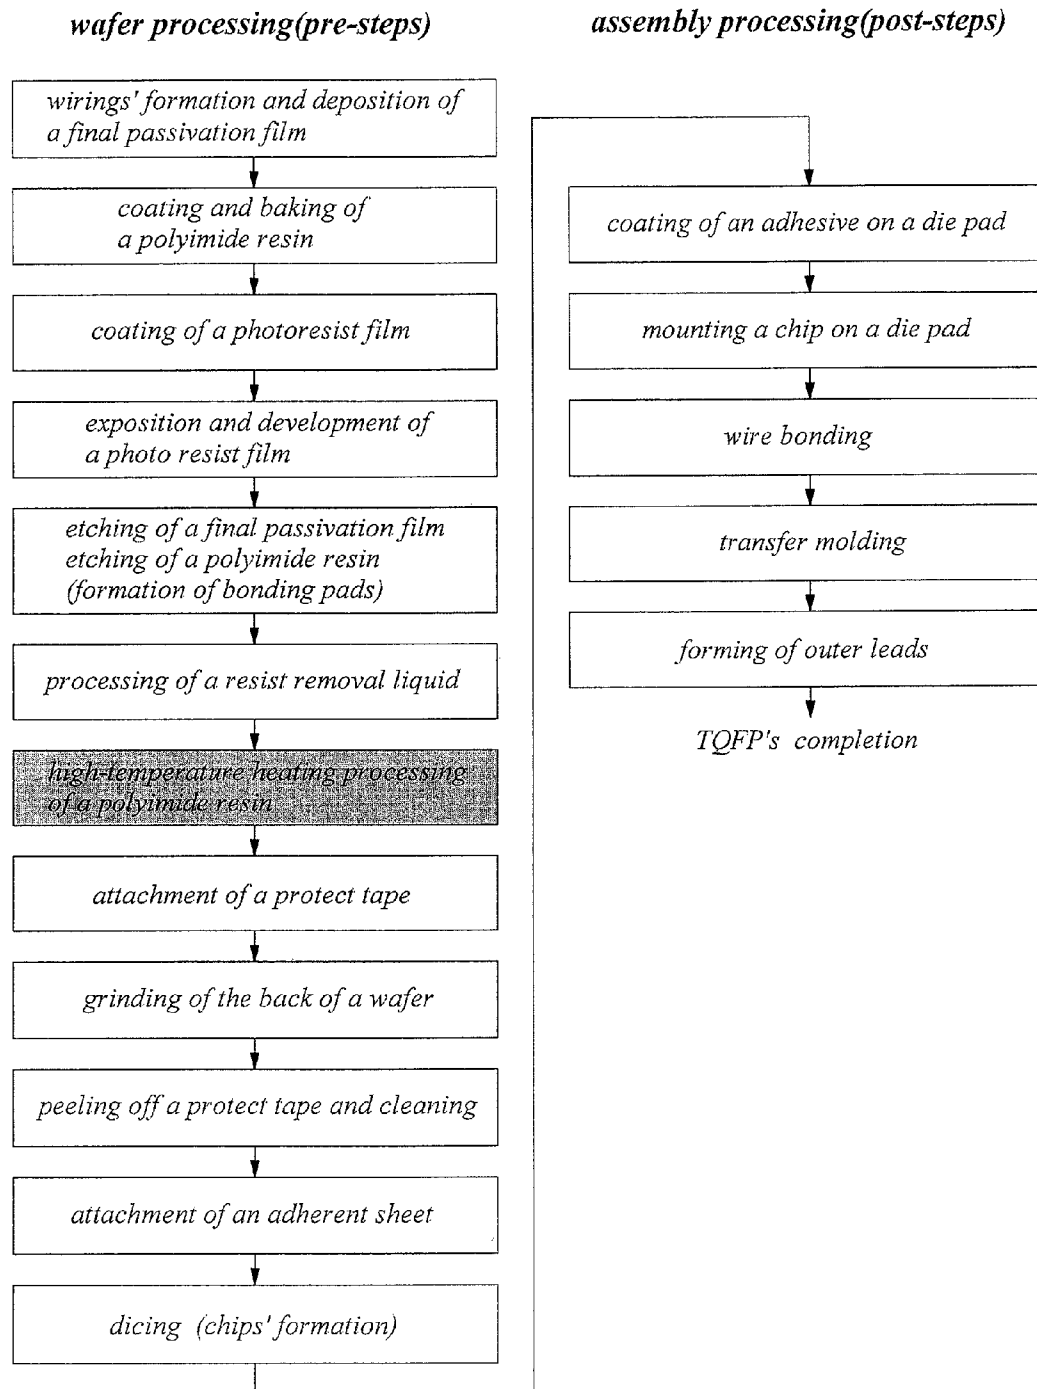 wafer processing(pre-steps)
wirings' formation and deposition of
a final passivation film
coating and baking of
a polyimide resin
coating of a photoresist film
exposition and development of
a photo resist film
etching of a final passivation film
etching of a polyimide resin
(formation of bonding pads)
processing of a resist removal liquid
high-temperature heating processing
of a polyimide resin
attachment of a protect tape
grinding of the back of a wafer
peeling off a protect tape and cleaning
attachment of an adherent sheet
dicing (chips' formation)
assembly processing(post-steps)
coating of an adhesive on a die pad
mounting a chip on a die pad
wire bonding
transfer molding
forming of outer leads
TQFP's completion